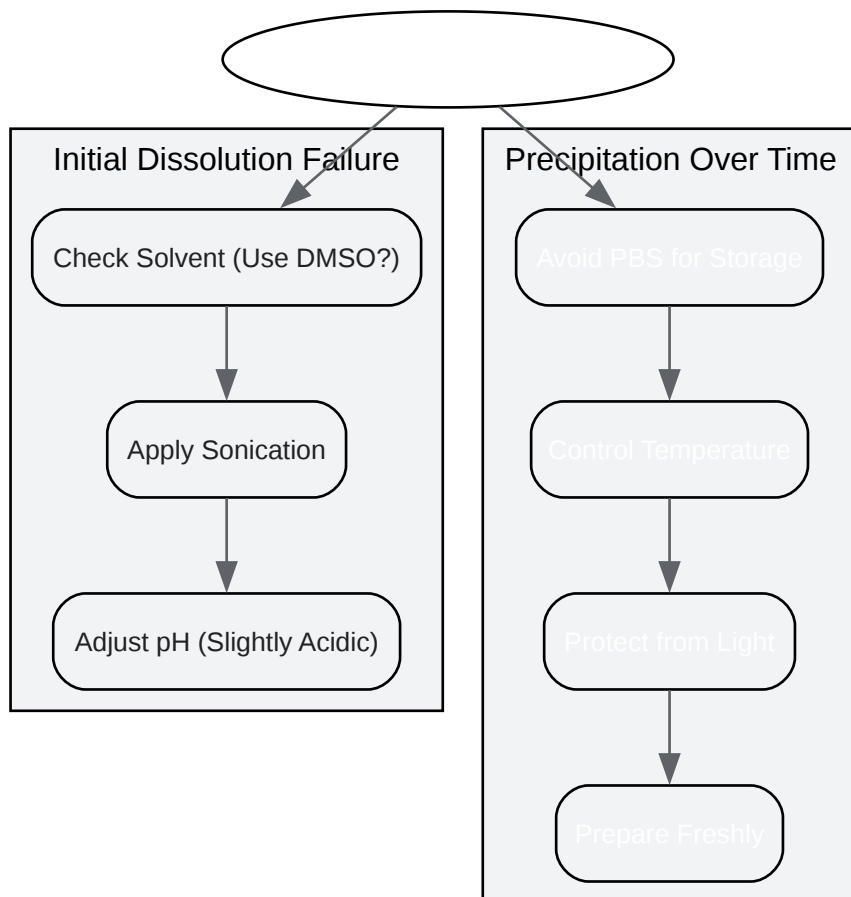 Initial Dissolution Failure
Check Solvent (Use DMSO?)
Apply Sonication
Adjust pH (Slightly Acidic)
Precipitation Over Time
Avoid PBS for Storage
Control Temperature
Protect from Light
Prepare Freshly